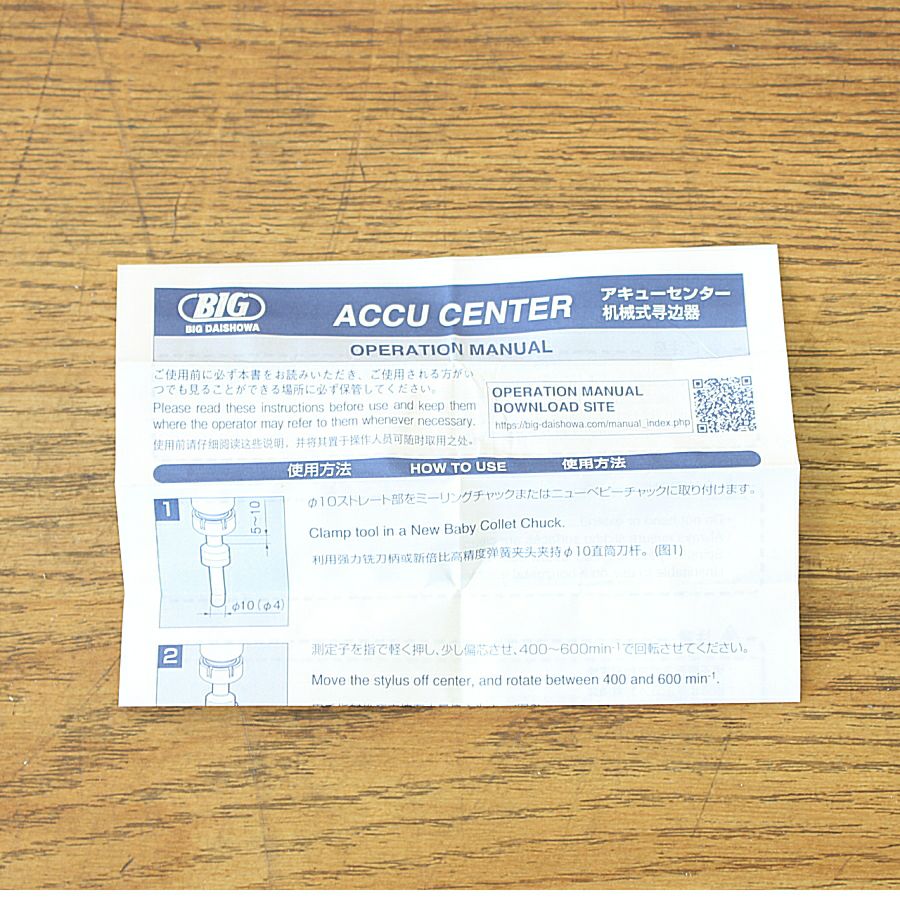 BIG
BIG DAISHOWA
ACCU CENTER
アキューセンター
机械式寻边器
OPERATION MANUAL
ご使用前に必ず本書をお読みいただき、ご使用される方がい
つでも見ることができる場所に必ず保管してください。
Please read these instructions before use and keep them
where the operator may refer to them whenever necessary.
使用前请仔细阅读这些说明，并将其置于操作人员可随时取用之处。
OPERATION MANUAL
DOWNLOAD SITE
https://big-daishowa.com/manual_index.php
使用方法 HOW TO USE 使用方法
1
5~10
φ10(φ4)
φ10ストレート部をミーリングチャックまたはニューベビーチャックに取り付けます。
Clamp tool in a New Baby Collet Chuck.
利用强力铣刀柄或新倍比高精度弹簧夹头夹持φ10直筒刀杆。(图1)
2
測定子を指で軽く押し、少し偏芯させ、400～600min⁻¹で回転させてください。
Move the stylus off center, and rotate between 400 and 600 min⁻¹.